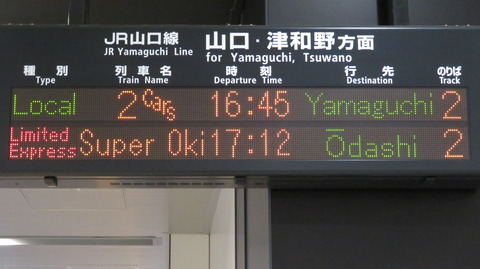 JR山口線 山口・津和野方面
JR Yamaguchi Line for Yamaguchi, Tsuwano
種別 列車名 時刻 行先 のりば
Type Train Name Departure Time Destination Track
Local 2 Cars 16:45 Yamaguchi 2
Limited Express Super Oki 17:12 Ōdashi 2